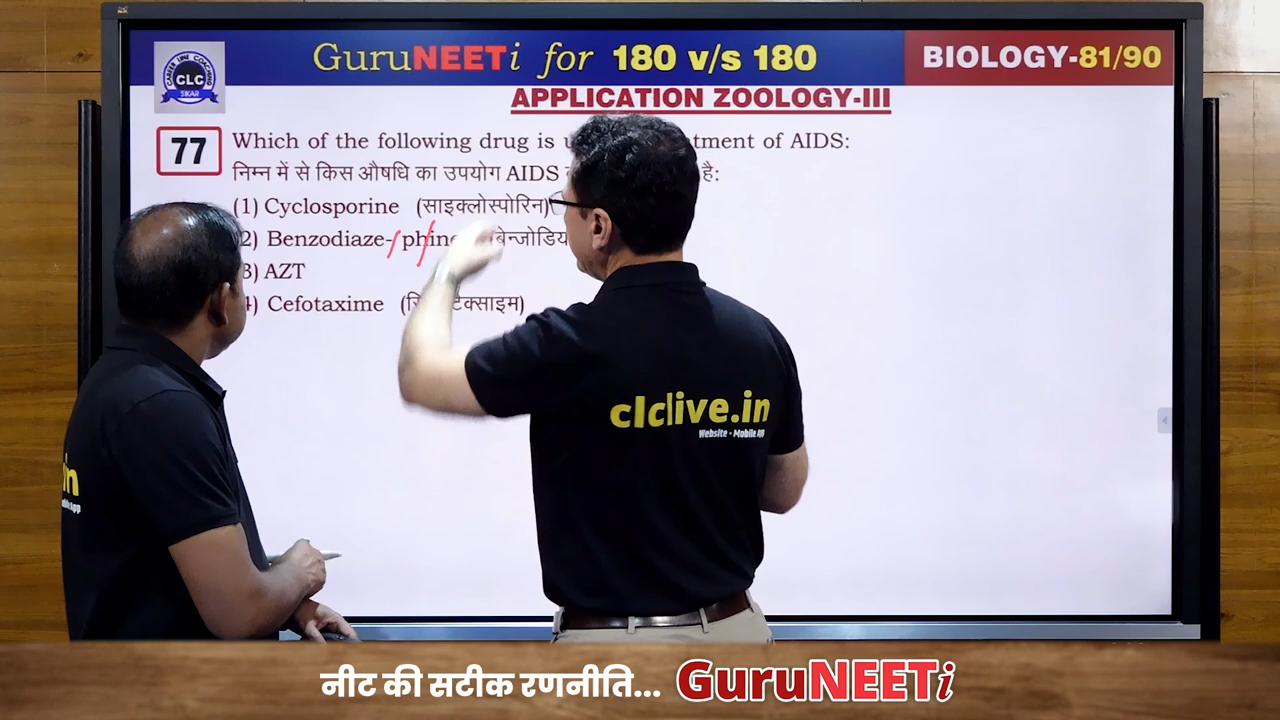 GuruNEETi for 180 v/s 180
BIOLOGY-81/90
CLC
SIKAR
APPLICATION ZOOLOGY-III
77
Which of the following drug is of AIDS:
निम्न में से किस औषधि का उपयोग AIDS है:
(1) Cyclosporine (साइक्लोस्पोरिन)
2) Benzodiaze-phine
3) AZT
4) Cefotaxime
clclive.in
Website - Mobile App
in
नीट की सटीक रणनीति... GuruNEETi